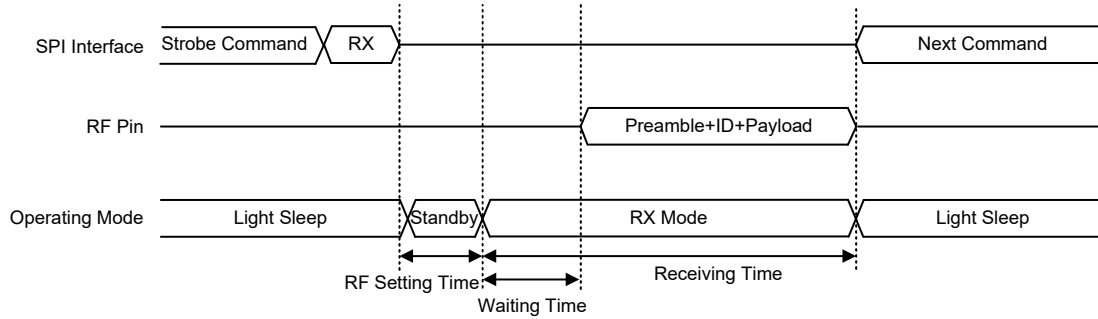 SPI Interface Strobe Command RX Next Command
RF Pin Preamble+ID+Payload
Operating Mode Light Sleep Standby RX Mode Light Sleep
RF Setting Time Receiving Time
Waiting Time